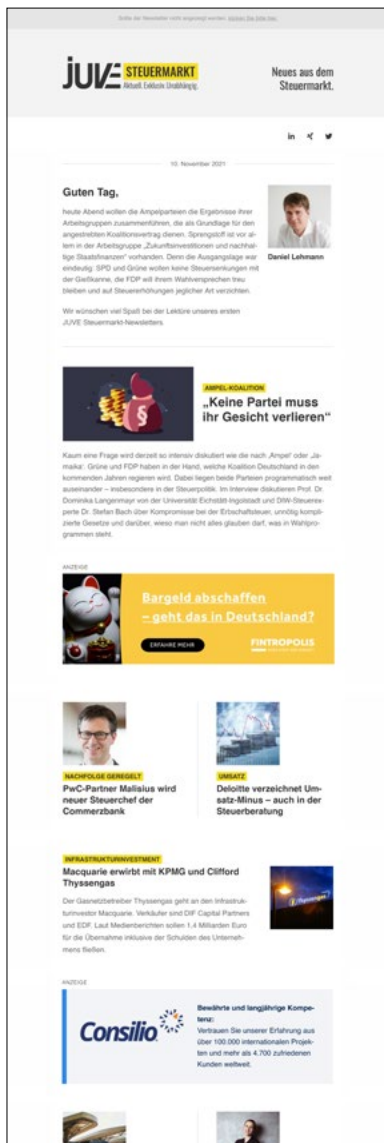 Sollte der Newsletter nicht angezeigt werden, klicken Sie bitte hier.
JUVE STEUERMARKT
Aktuell. Exklusiv. Unabhängig.
Neues aus dem
Steuermarkt.
10. November 2021
Guten Tag,
heute Abend wollen die Ampelparteien die Ergebnisse ihrer
Arbeitsgruppen zusammenführen, die als Grundlage für den
angestrebten Koalitionsvertrag dienen. Sprengstoff ist vor al-
lem in der Arbeitsgruppe „Zukunftsinvestitionen und nachhal-
tige Staatsfinanzen“ vorhanden. Denn die Ausgangslage war
eindeutig: SPD und Grüne wollen keine Steuersenkungen mit
der Gießkanne, die FDP will ihrem Wahlversprechen treu
bleiben und auf Steuererhöhungen jeglicher Art verzichten.
Wir wünschen viel Spaß bei der Lektüre unseres ersten
JUVE Steuermarkt-Newsletters.
Daniel Lehmann
§
AMPEL-KOALITION
„Keine Partei muss
ihr Gesicht verlieren“
Kaum eine Frage wird derzeit so intensiv diskutiert wie die nach ‚Ampel‘ oder ‚Ja-
maika‘. Grüne und FDP haben in der Hand, welche Koalition Deutschland in den
kommenden Jahren regieren wird. Dabei liegen beide Parteien programmatisch weit
auseinander – insbesondere in der Steuerpolitik. Im Interview diskutieren Prof. Dr.
Dominika Langenmayr von der Universität Eichstätt-Ingolstadt und DIW-Steuerex-
perte Dr. Stefan Bach über Kompromisse bei der Erbschaftsteuer, unnötig kompli-
zierte Gesetze und darüber, wieso man nicht alles glauben darf, was in Wahlpro-
grammen steht.
ANZEIGE
Bargeld abschaffen
– geht das in Deutschland?
ERFAHRE MEHR
FINTROPOLIS
NACHFOLGE GEREGELT
PwC-Partner Malisius wird
neuer Steuerchef der
Commerzbank
UMSATZ
Deloitte verzeichnet Um-
satz-Minus – auch in der
Steuerberatung
INFRASTRUKTURINVESTMENT
Macquarie erwirbt mit KPMG und Clifford
Thyssengas
Der Gasnetzbetreiber Thyssengas geht an den Infrastruk-
turinvestor Macquarie. Verkäufer sind DIF Capital Partners
und EDF. Laut Medienberichten sollen 1,4 Milliarden Euro
für die Übernahme inklusive der Schulden des Unterneh-
mens fließen.
thyssengas
ANZEIGE
Consilio
Bewährte und langjährige Kompe-
tenz:
Vertrauen Sie unserer Erfahrung aus
über 100.000 internationalen Projek-
ten und mehr als 4.700 zufriedenen
Kunden weltweit.